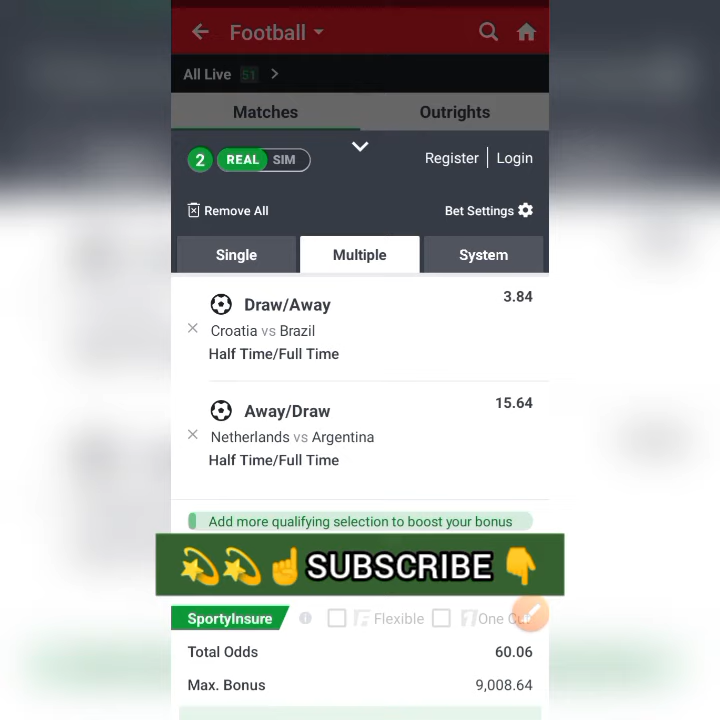 Football
All Live 51
Matches Outrights
2 REAL SIM Register Login
Remove All Bet Settings
Single Multiple System
Draw/Away 3.84
Croatia vs Brazil
Half Time/Full Time
Away/Draw 15.64
Netherlands vs Argentina
Half Time/Full Time
Add more qualifying selection to boost your bonus
💫💫☝️SUBSCRIBE👇
SportyInsure Flexible One Cut
Total Odds 60.06
Max. Bonus 9,008.64